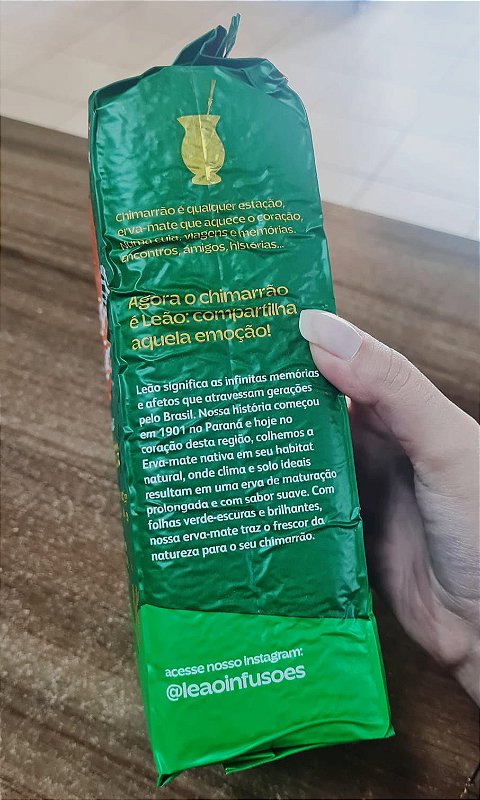 Chimarrão é qualquer estação,
erva-mate que aquece o coração,
Numa cuia, viagens e memórias.
encontros, amigos, histórias...
Agora o chimarrão
é Leão: compartilha
aquela emoção!
Leão significa as infinitas memórias
e afetos que atravessam gerações
pelo Brasil. Nossa história começou
em 1901 no Paraná e hoje no
coração desta região, colhemos a
Erva-mate nativa em seu habitat
natural, onde clima e solo ideais
resultam em uma erva de maturação
prolongada e com sabor suave. Com
folhas verde-escuras e brilhantes,
nossa erva-mate traz o frescor da
natureza para o seu chimarrão.
acesse nosso Instagram:
@leaoinfusoes